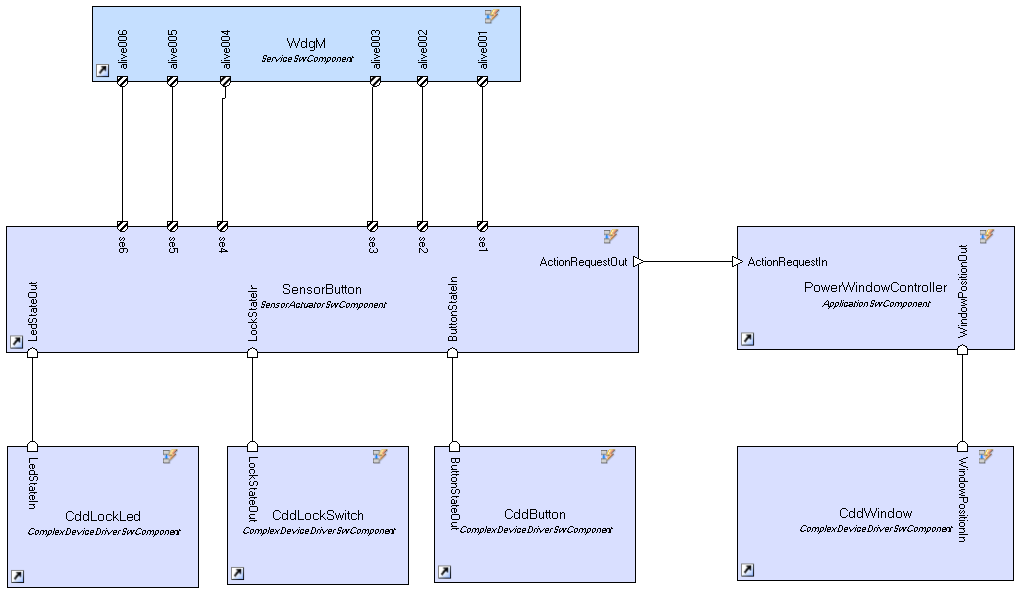 alive006
alive005
alive004
WdgM
ServiceSwComponent
alive003
alive002
alive001
se6
se5
se4
se3
se2
se1
LedStateOut
LockStateIn
SensorButton
SensorActuatorSwComponent
ButtonStateIn
ActionRequestOut
ActionRequestIn
PowerWindowController
ApplicationSwComponent
WindowPositionOut
LedStateIn
CddLockLed
ComplexDeviceDriverSwComponent
LockStateOut
CddLockSwitch
ComplexDeviceDriverSwComponent
ButtonStateOut
CddButton
ComplexDeviceDriverSwComponent
CddWindow
ComplexDeviceDriverSwComponent
WindowPositionIn